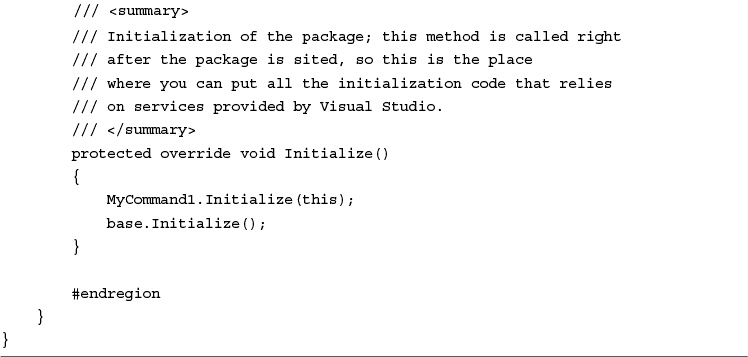 /// <summary>
/// Initialization of the package; this method is called right
/// after the package is sited, so this is the place
/// where you can put all the initialization code that relies
/// on services provided by Visual Studio.
/// </summary>
protected override void Initialize()
{
MyCommand1.Initialize(this);
base.Initialize();
}
#endregion
}
}